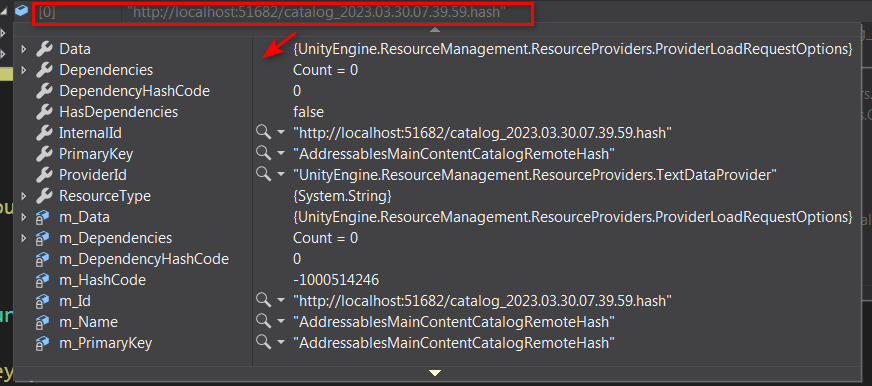 [0] "http://localhost:51682/catalog_2023.03.30.07.39.59.hash"
Data {UnityEngine.ResourceManagement.ResourceProviders.ProviderLoadRequestOptions}
Dependencies Count = 0
DependencyHashCode 0
HasDependencies false
InternalId "http://localhost:51682/catalog_2023.03.30.07.39.59.hash"
PrimaryKey "AddressablesMainContentCatalogRemoteHash"
ProviderId "UnityEngine.ResourceManagement.ResourceProviders.TextDataProvider"
ResourceType {System.String}
m_Data {UnityEngine.ResourceManagement.ResourceProviders.ProviderLoadRequestOptions}
m_Dependencies Count = 0
m_DependencyHashCode 0
m_HashCode -1000514246
m_Id "http://localhost:51682/catalog_2023.03.30.07.39.59.hash"
m_Name "AddressablesMainContentCatalogRemoteHash"
m_PrimaryKey "AddressablesMainContentCatalogRemoteHash"